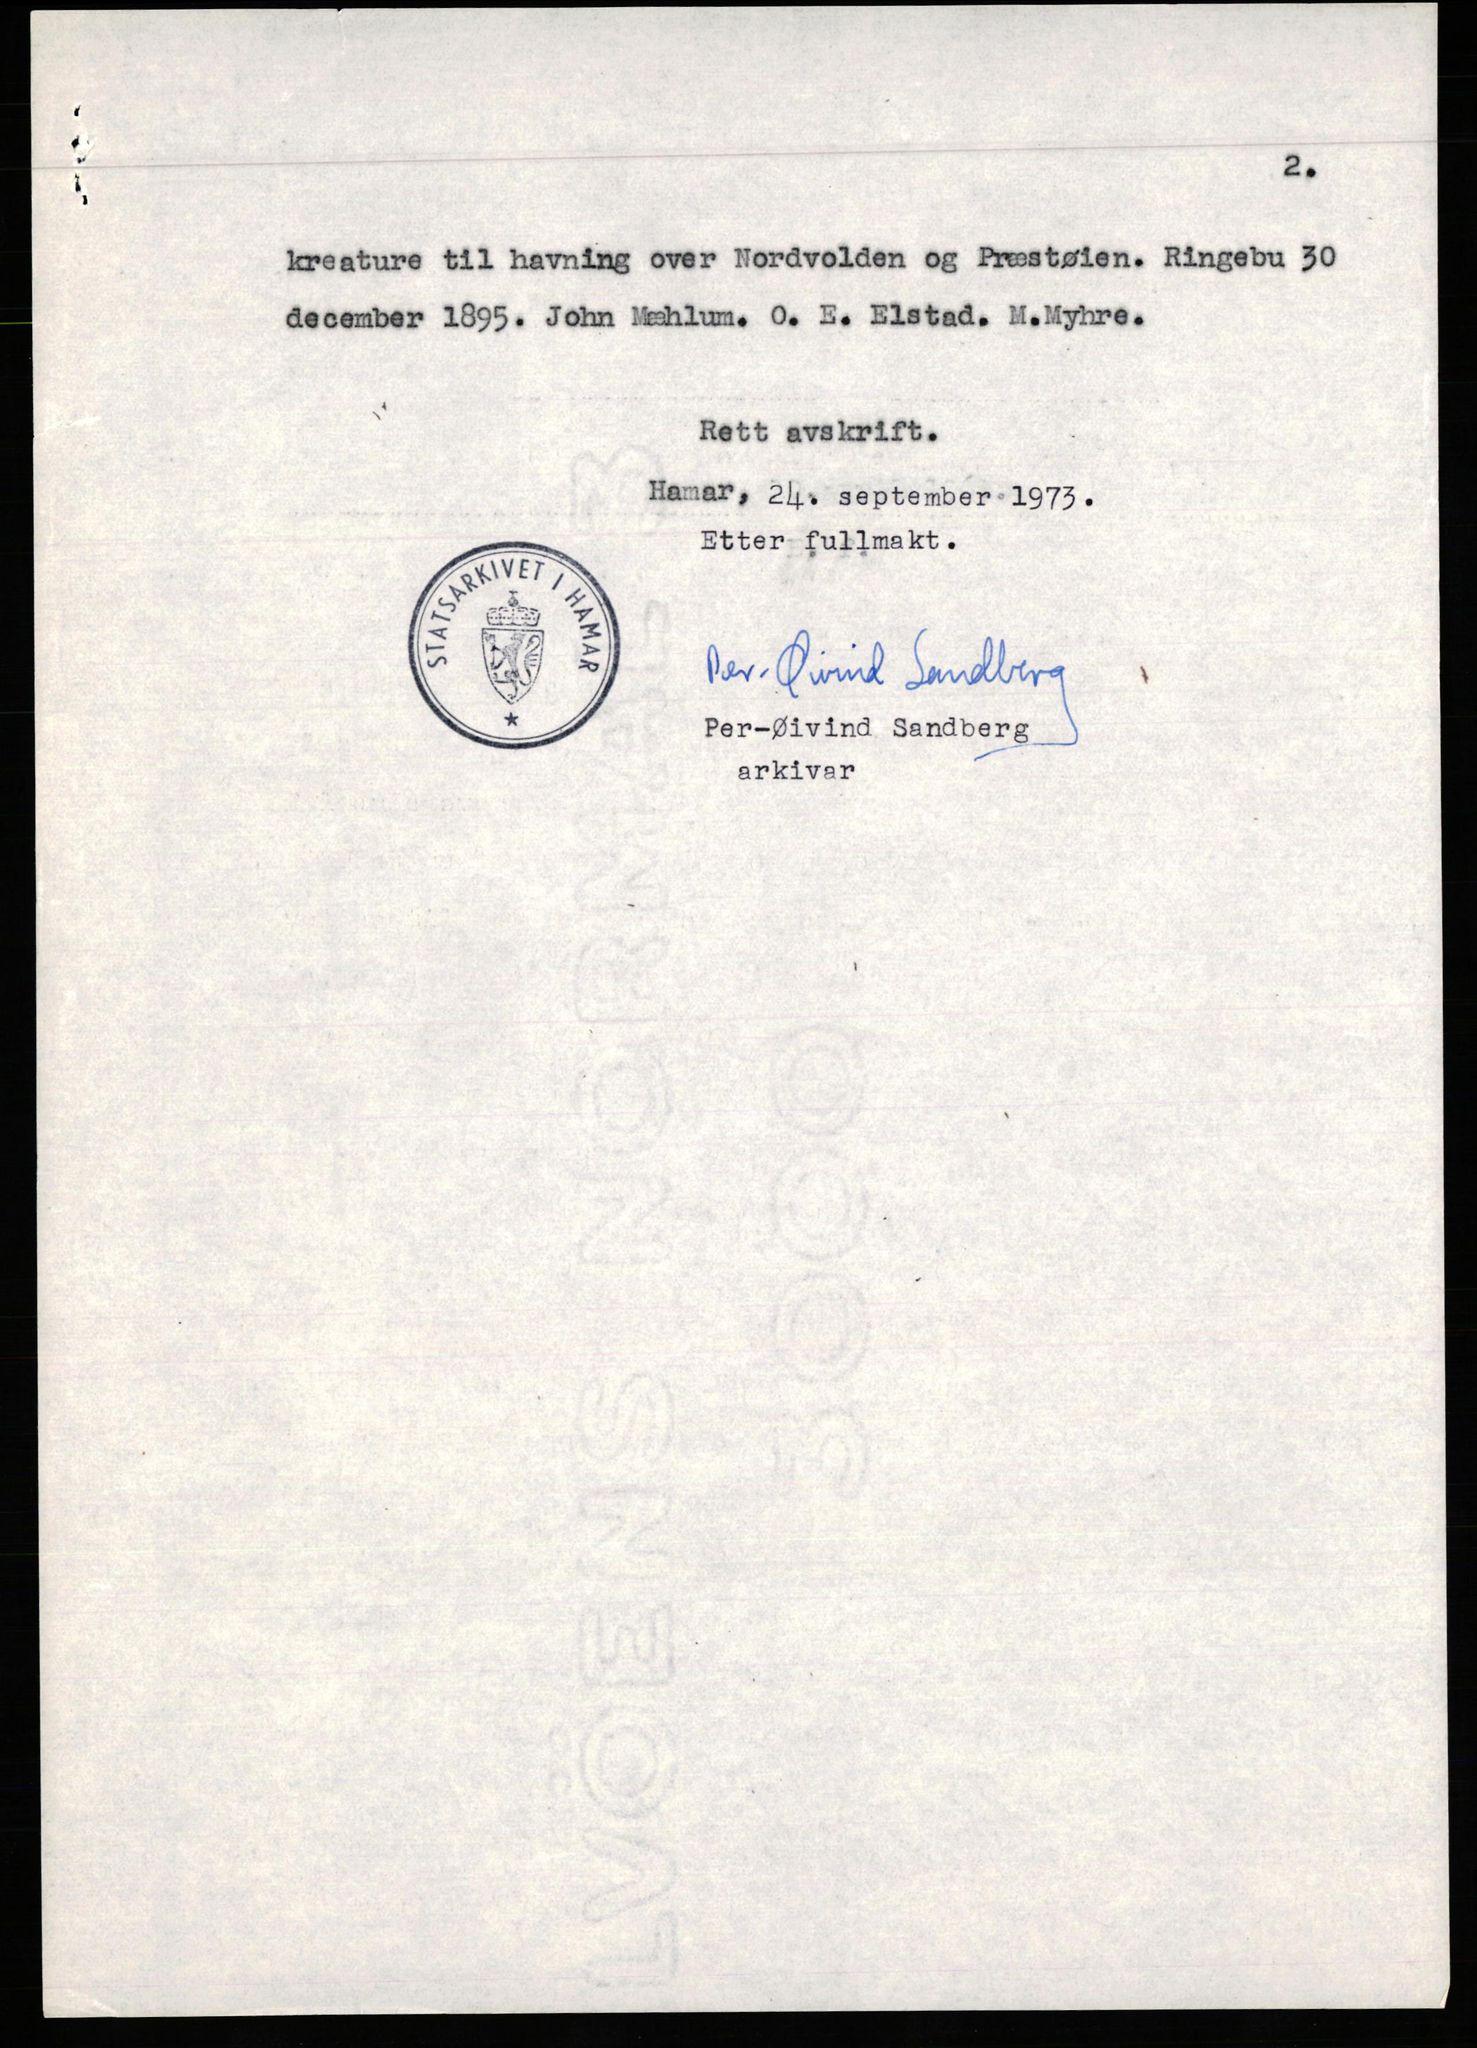 2.
kreature til havning over Nordvolden og Præstøien. Ringebu 30
december 1895. John Mæhlum. O. E. Elstad. M.Myhre.
Rett avskrift.
Hamar, 24. september 1973.
Etter fullmakt.
STATSARKIVET I HAMAR
Per-Øivind Sandberg
Per-Øivind Sandberg
arkivar